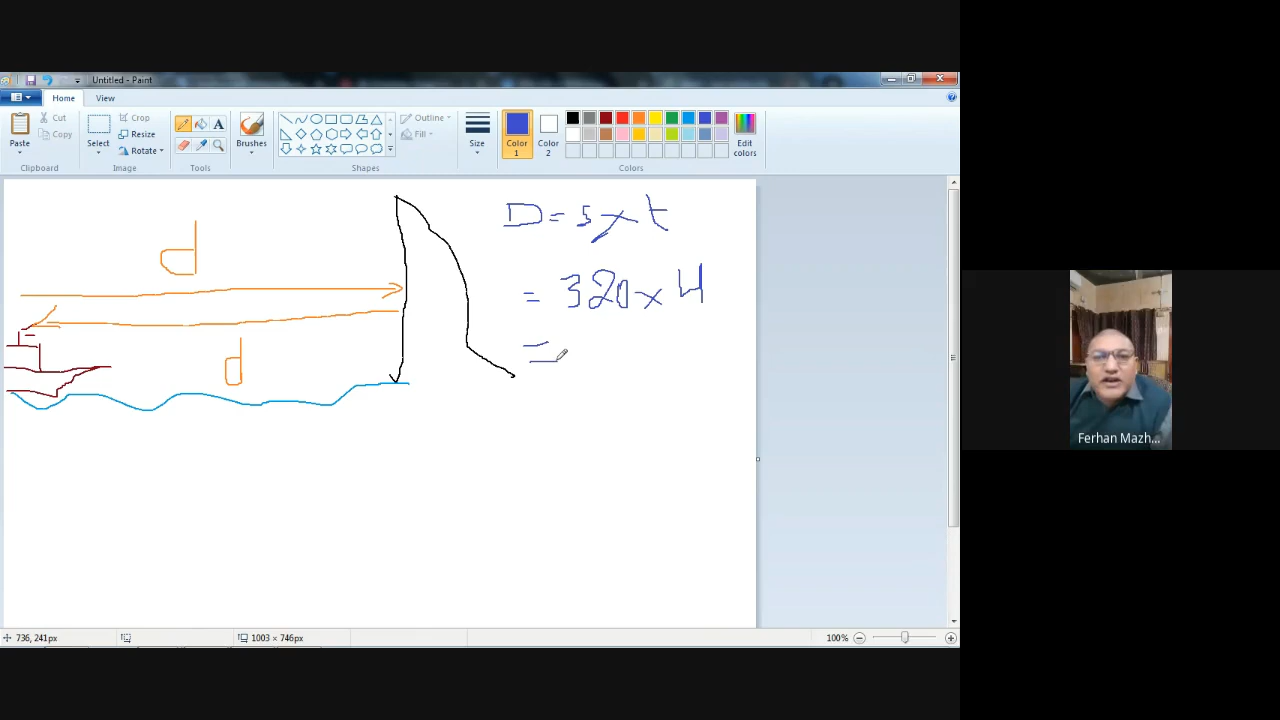 Untitled - Paint
Home View
Paste
Cut
Copy
Clipboard
Select
Crop
Resize
Rotate
Image
Tools
Brushes
Shapes
Outline
Fill
Size
Color 1
Color 2
Edit colors
Colors
d
d
D = s x t
= 320 x 4
=
Ferhan Mazh...
736, 241px
1003 × 746px
100%